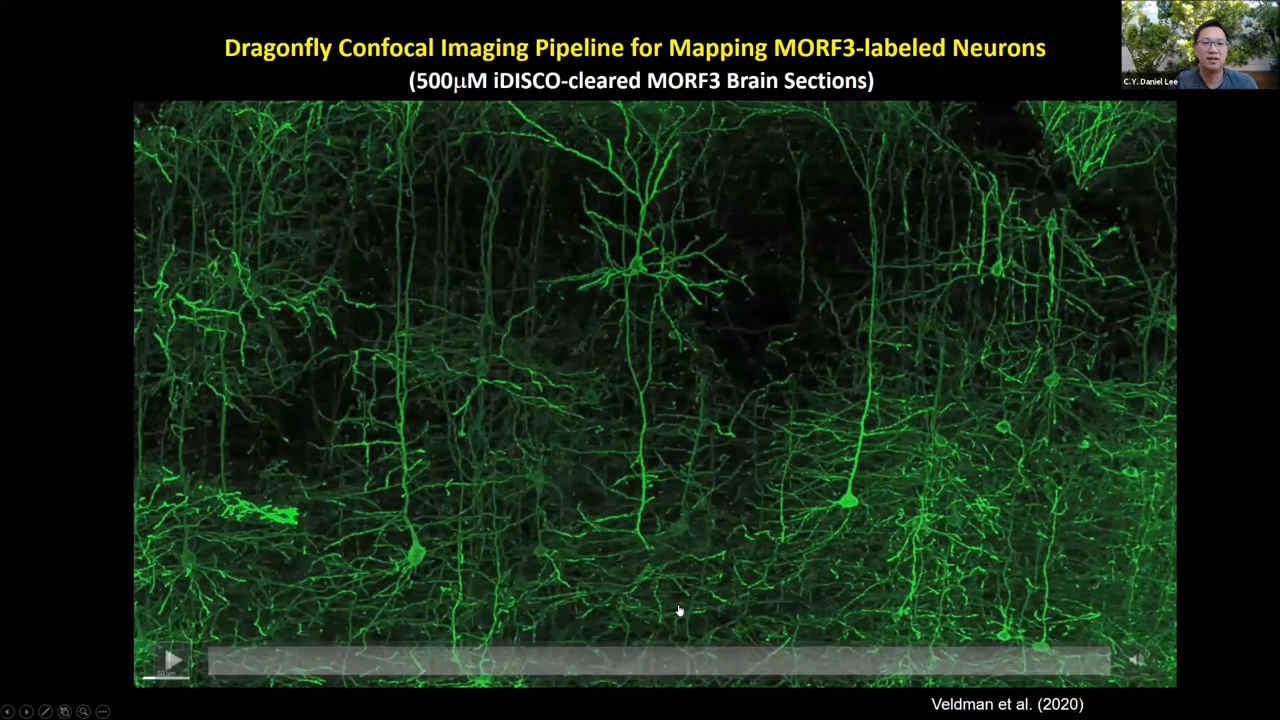 Dragonfly Confocal Imaging Pipeline for Mapping MORF3-labeled Neurons
(500μM iDISCO-cleared MORF3 Brain Sections)
C.Y. Daniel Lee
Veldman et al. (2020)